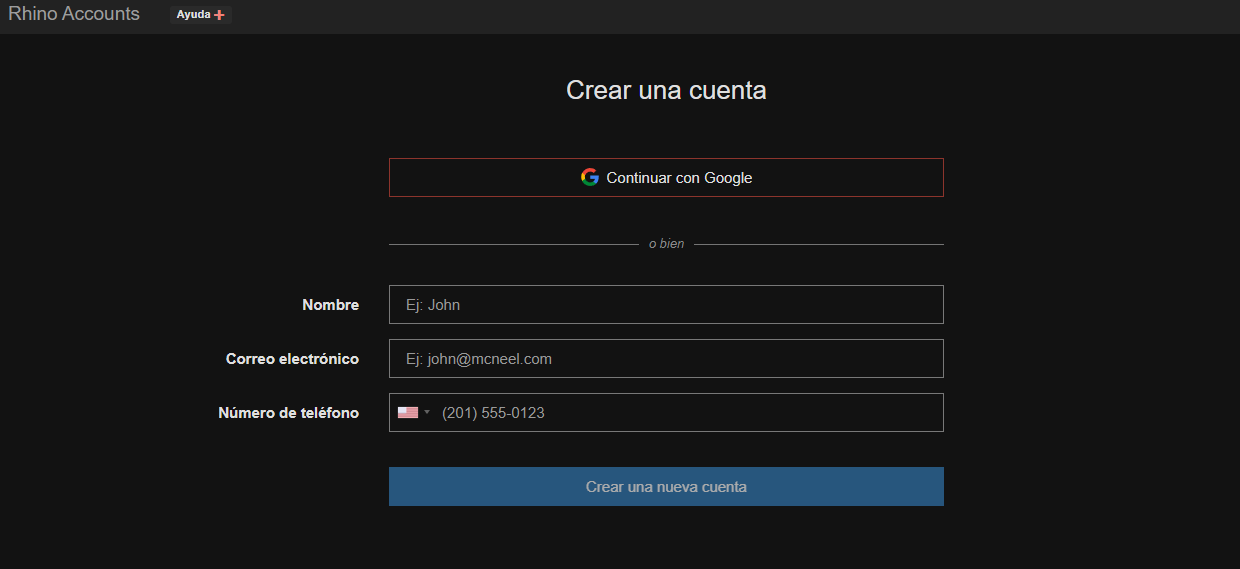 Rhino Accounts
Ayuda
Crear una cuenta
Continuar con Google
o bien
Nombre
Ej: John
Correo electrónico
Ej: john@mcneel.com
Número de teléfono
(201) 555-0123
Crear una nueva cuenta